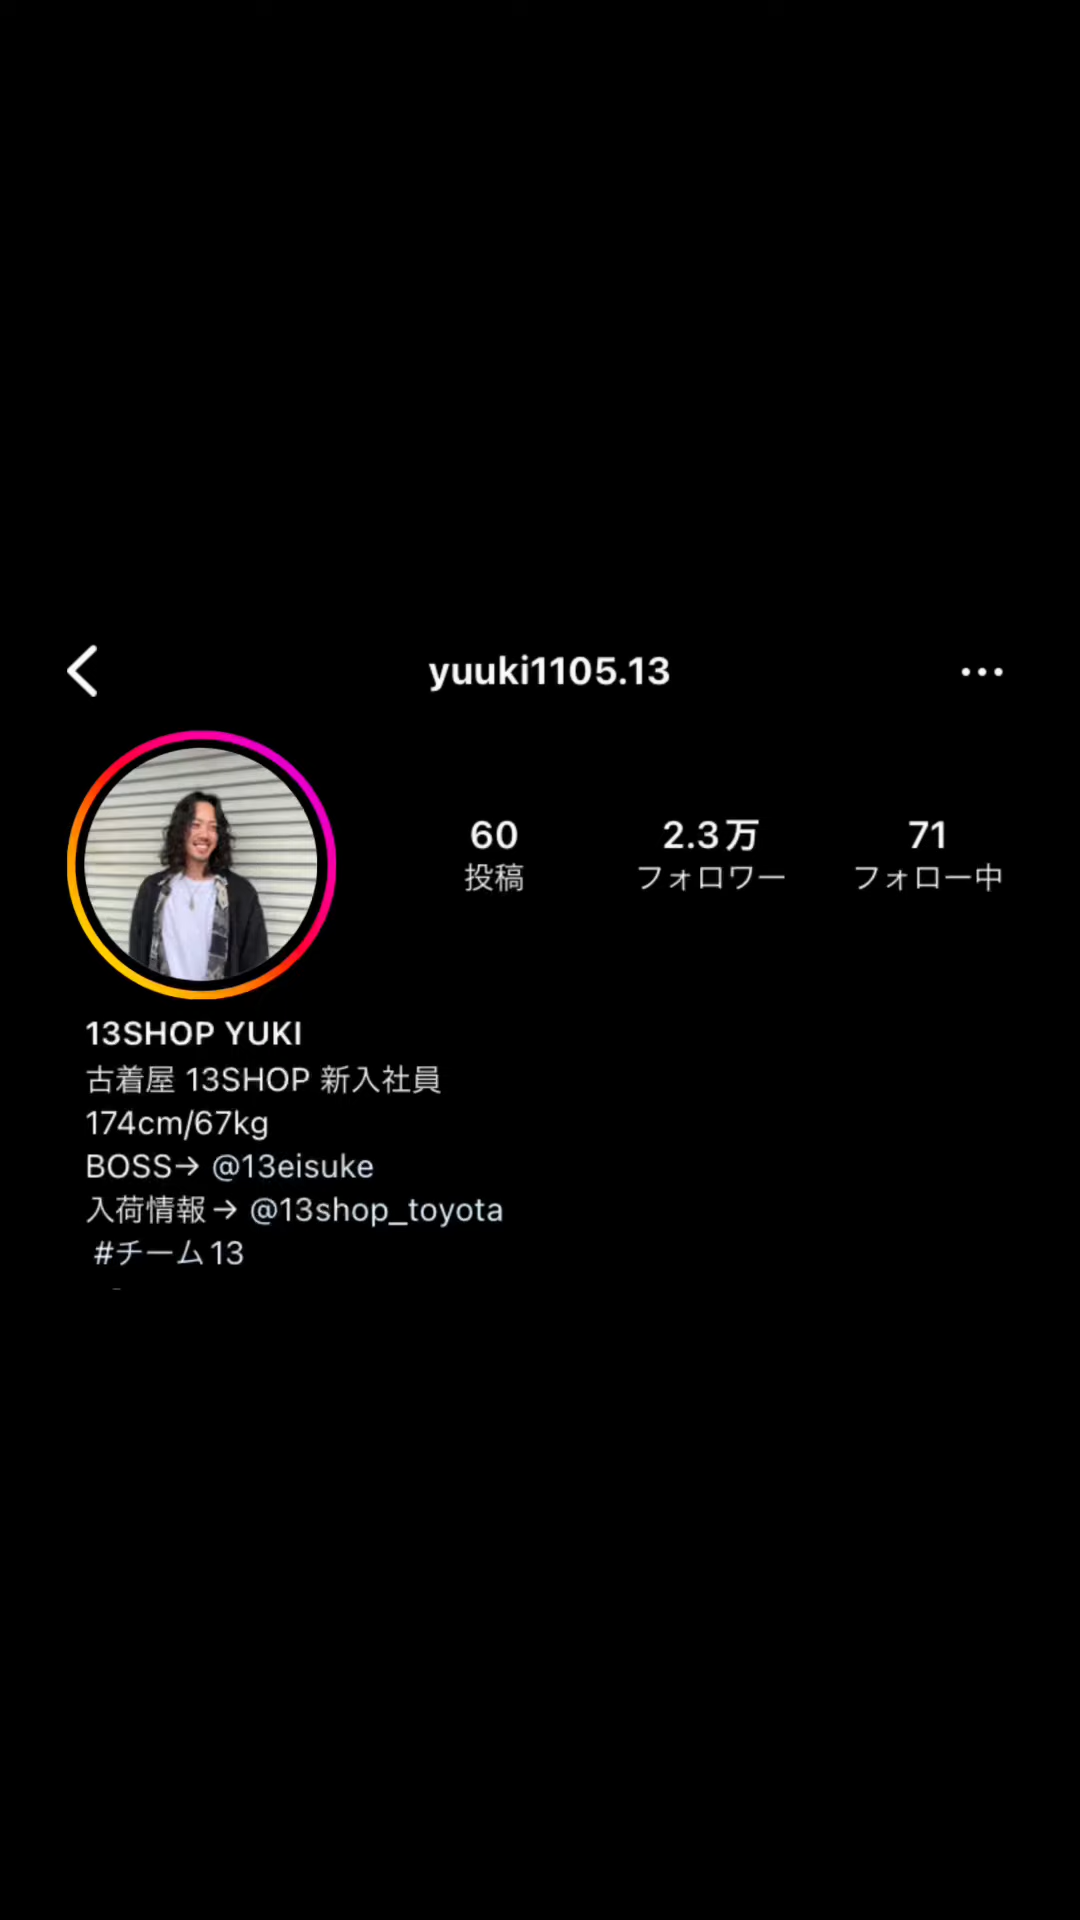 yuuki1105.13
60
投稿
2.3万
フォロワー
71
フォロー中
13SHOP YUKI
古着屋 13SHOP 新入社員
174cm/67kg
BOSS→ @13eisuke
入荷情報→ @13shop_toyota
#チーム13